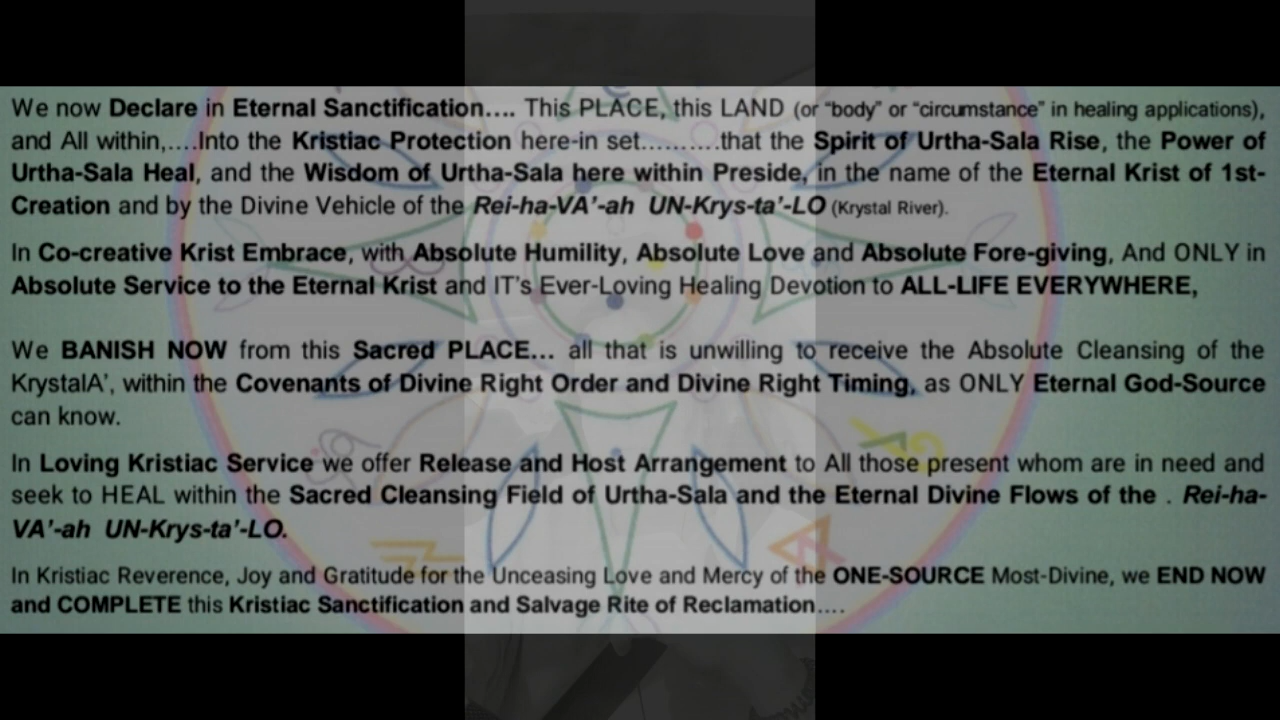 We now Declare in Eternal Sanctification.... This PLACE, this LAND (or “body” or “circumstance” in healing applications),
and All within,....Into the Kristiac Protection here-in set..........that the Spirit of Urtha-Sala Rise, the Power of
Urtha-Sala Heal, and the Wisdom of Urtha-Sala here within Preside, in the name of the Eternal Krist of 1st-
Creation and by the Divine Vehicle of the Rei-ha-VA’-ah UN-Krys-ta’-LO (Krystal River).
In Co-creative Krist Embrace, with Absolute Humility, Absolute Love and Absolute Fore-giving, And ONLY in
Absolute Service to the Eternal Krist and IT’s Ever-Loving Healing Devotion to ALL-LIFE EVERYWHERE,
We BANISH NOW from this Sacred PLACE... all that is unwilling to receive the Absolute Cleansing of the
KrystalA’, within the Covenants of Divine Right Order and Divine Right Timing, as ONLY Eternal God-Source
can know.
In Loving Kristiac Service we offer Release and Host Arrangement to All those present whom are in need and
seek to HEAL within the Sacred Cleansing Field of Urtha-Sala and the Eternal Divine Flows of the . Rei-ha-
VA’-ah UN-Krys-ta’-LO.
In Kristiac Reverence, Joy and Gratitude for the Unceasing Love and Mercy of the ONE-SOURCE Most-Divine, we END NOW
and COMPLETE this Kristiac Sanctification and Salvage Rite of Reclamation....